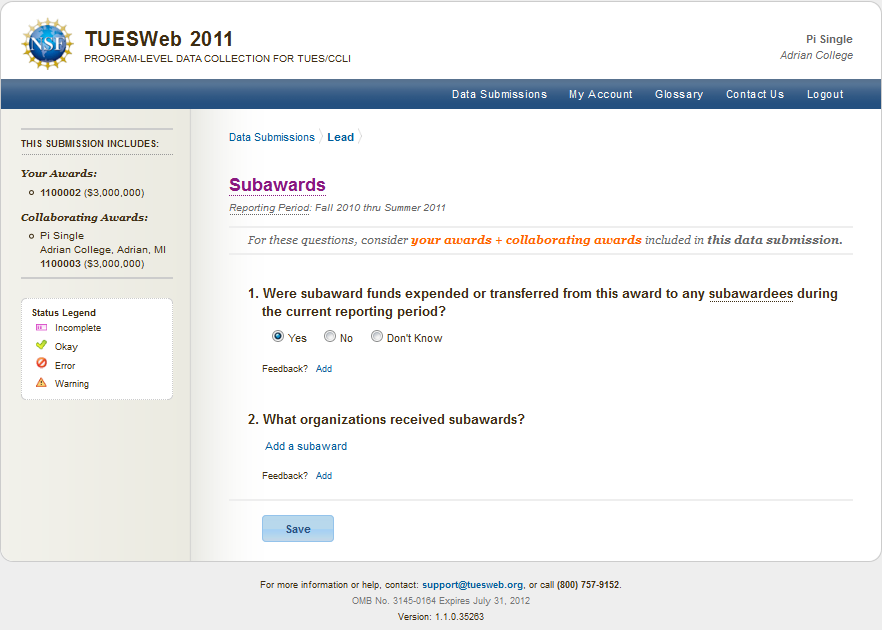 NSF
TUESWeb 2011
PROGRAM-LEVEL DATA COLLECTION FOR TUES/CCLI
Pi Single
Adrian College
Data Submissions My Account Glossary Contact Us Logout
THIS SUBMISSION INCLUDES:
Your Awards:
1100002 ($3,000,000)
Collaborating Awards:
Pi Single
Adrian College, Adrian, MI
1100003 ($3,000,000)
Status Legend
Incomplete
Okay
Error
Warning
Data Submissions Lead
Subawards
Reporting Period: Fall 2010 thru Summer 2011
For these questions, consider your awards + collaborating awards included in this data submission.
1. Were subaward funds expended or transferred from this award to any subawardees during
the current reporting period?
Yes No Don't Know
Feedback? Add
2. What organizations received subawards?
Add a subaward
Feedback? Add
Save
For more information or help, contact: support@tuesweb.org, or call (800) 757-9152.
OMB No. 3145-0164 Expires July 31, 2012
Version: 1.1.0.35263